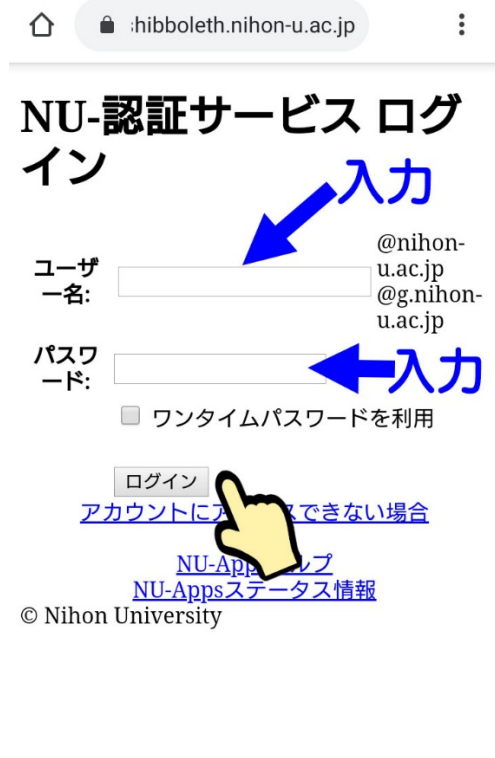 :hibboleth.nihon-u.ac.jp
NU-認証サービス ログ
イン
入力
ユーザ
ー名:
@nihon-
u.ac.jp
@g.nihon-
u.ac.jp
パスワ
ード:
入力
ワンタイムパスワードを利用
ログイン
アカウントにア スできない場合
NU-App ルプ
NU-Appsステータス情報
© Nihon University